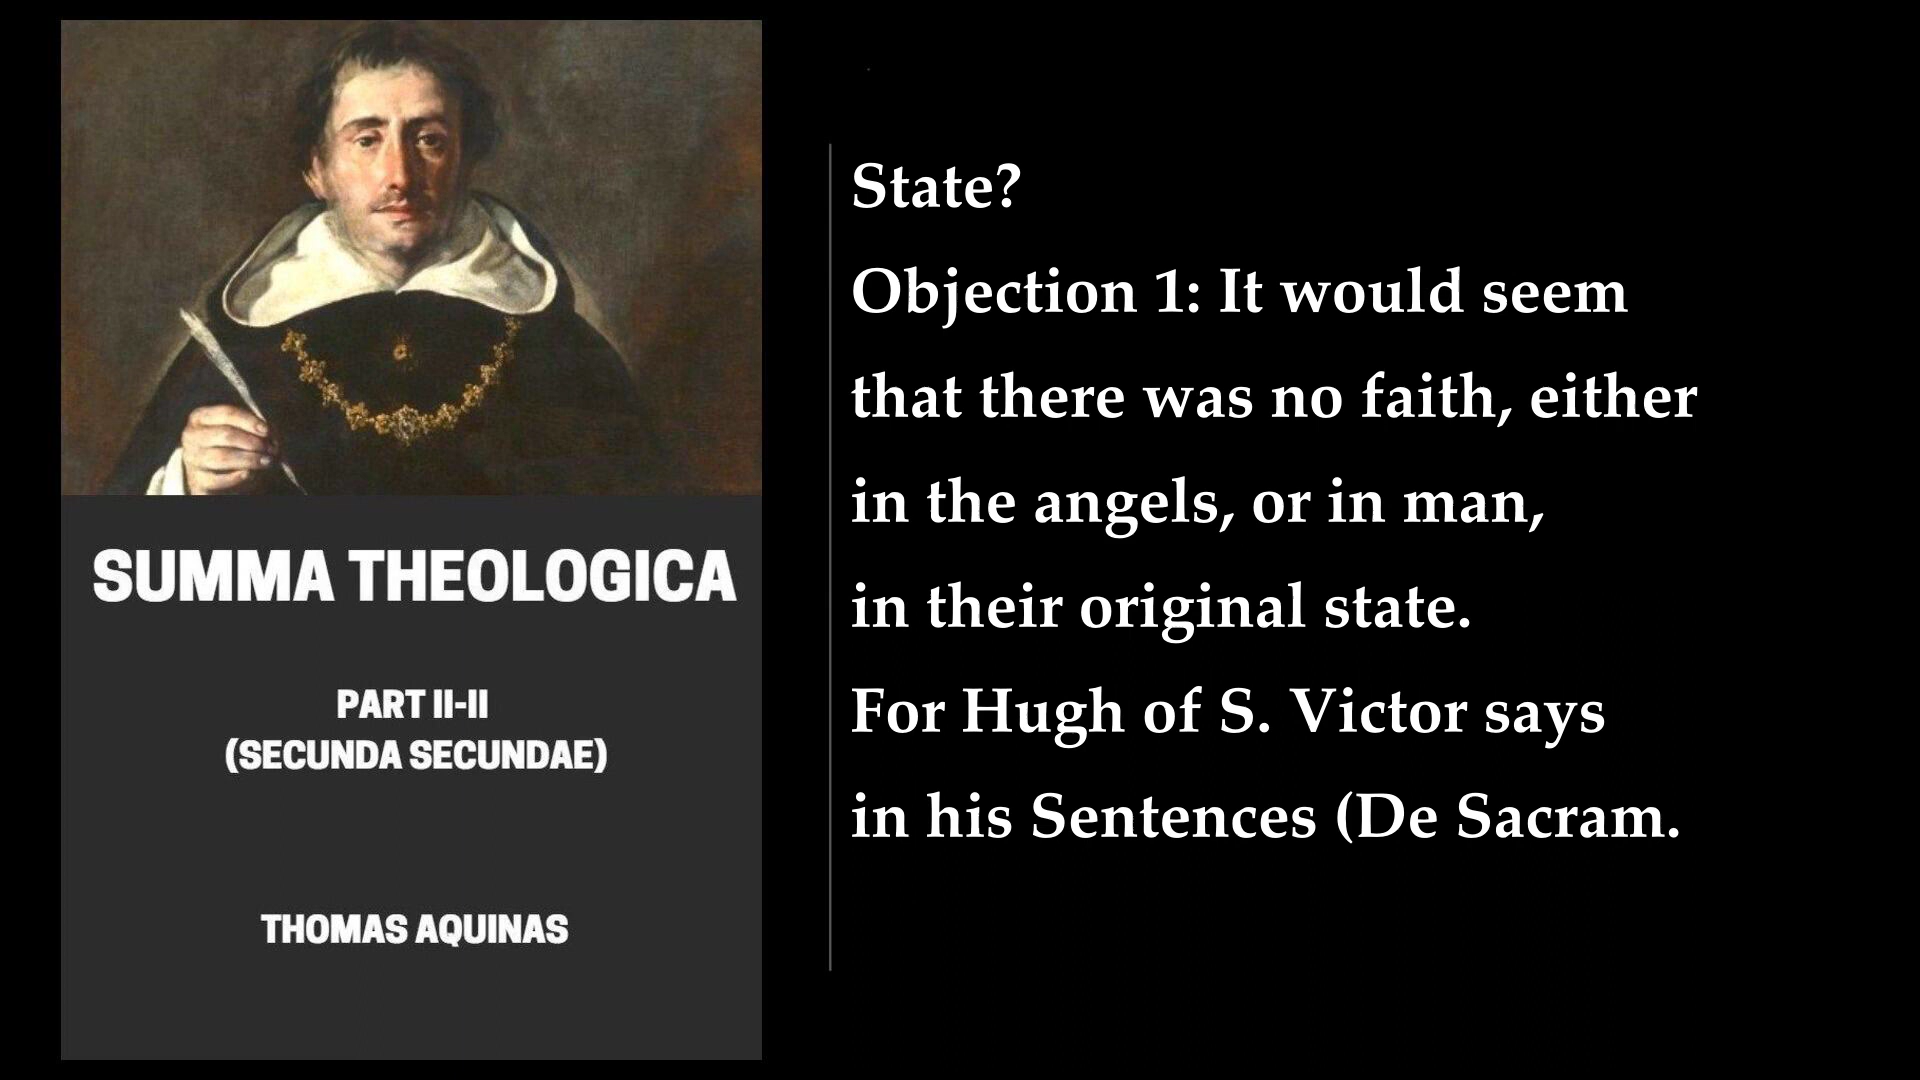 SUMMA THEOLOGICA
PART II-II
(SECUNDA SECUNDAE)
THOMAS AQUINAS
State?
Objection 1: It would seem
that there was no faith, either
in the angels, or in man,
in their original state.
For Hugh of S. Victor says
in his Sentences (De Sacram.